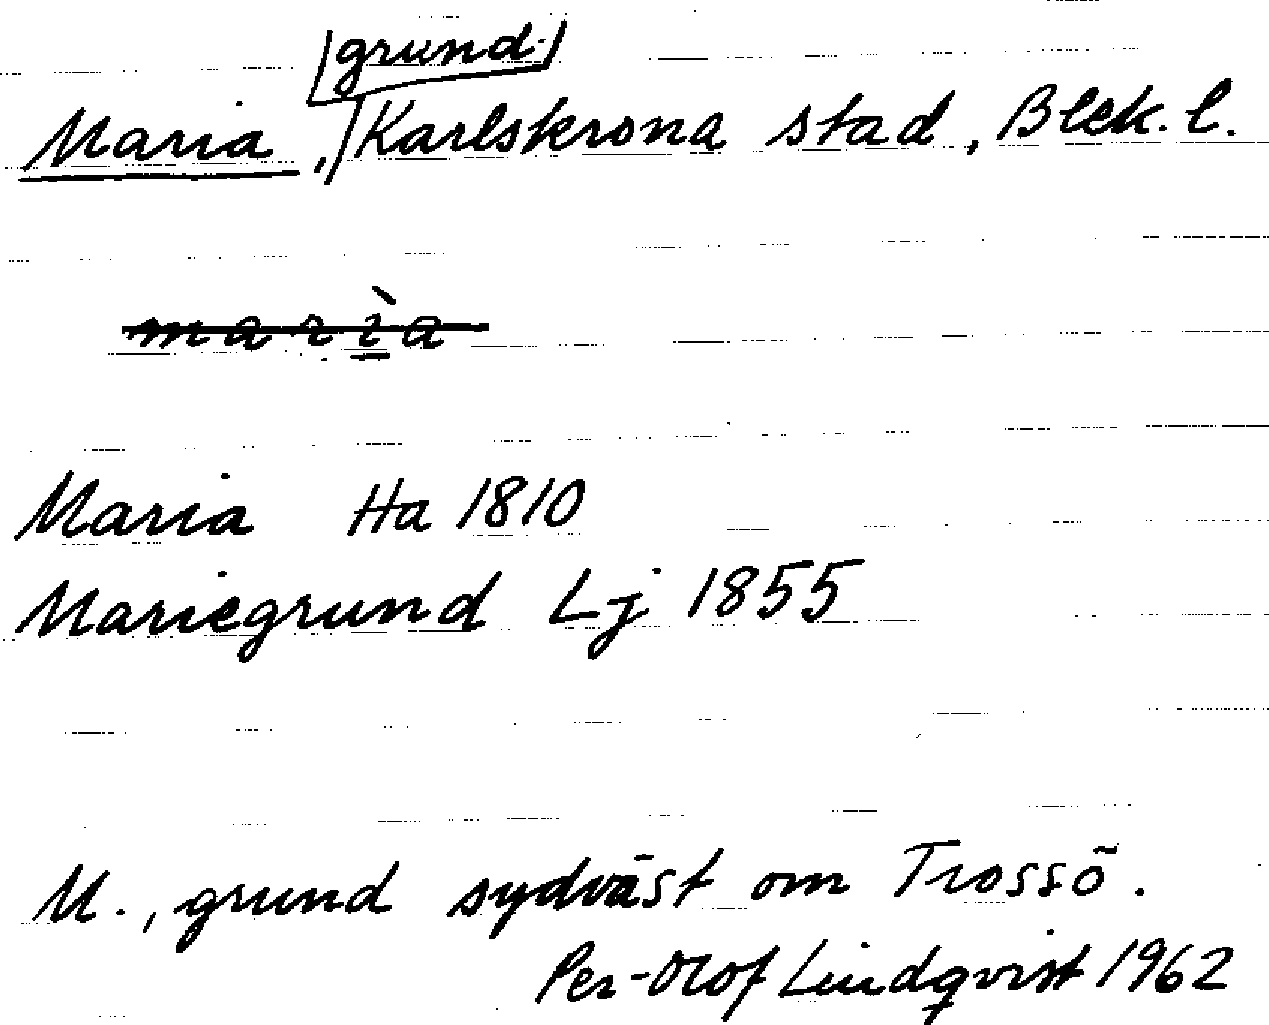 grund.
Maria, Karlskrona stad, Blek. l.
marìa
Maria Ha 1810
Mariegrund Lj 1855
M., grund sydväst om Trossö.
Per-Olof Lindqvist 1962